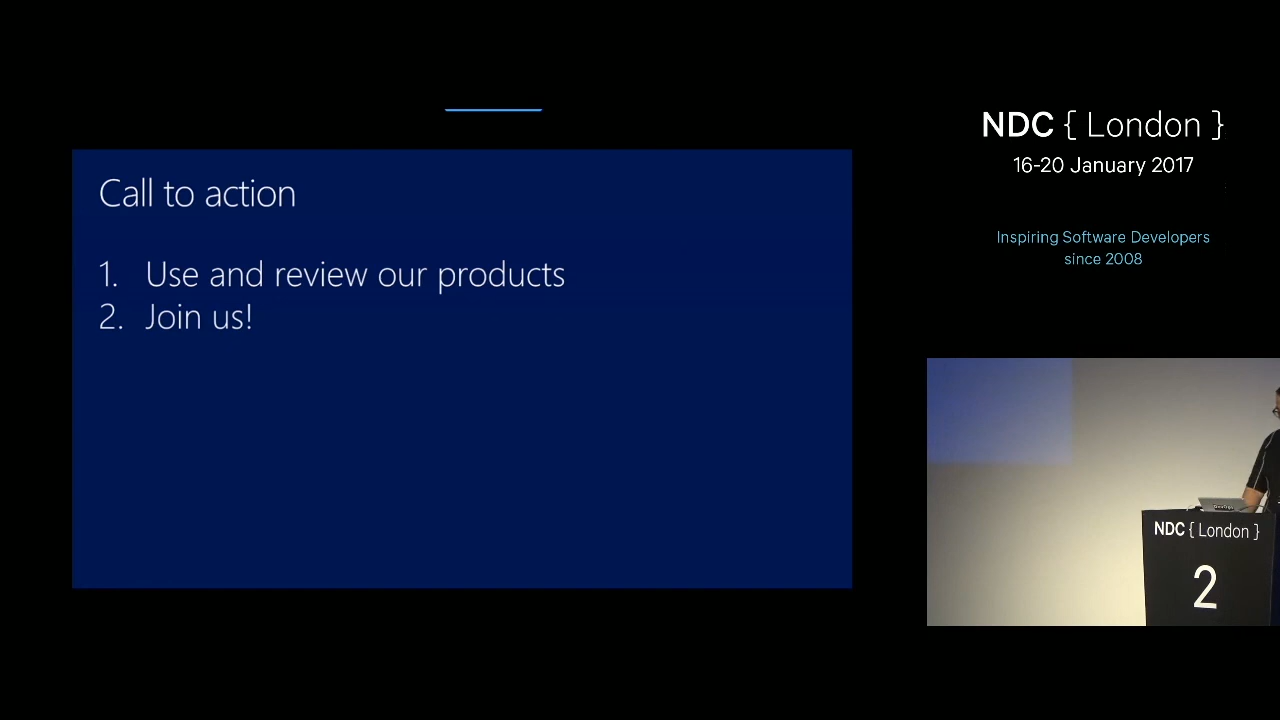 Call to action
1. Use and review our products
2. Join us!
NDC { London }
16-20 January 2017
Inspiring Software Developers
since 2008
NDC { London }
2